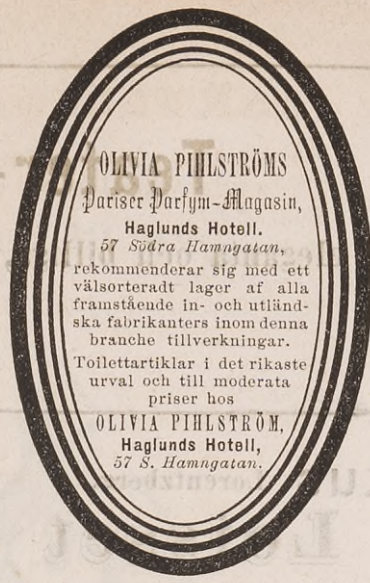 OLIVIA PIHLSTRÖMS
Pariser Parfym-Magasin,
Haglunds Hotell.
57 Södra Hamngatan,
rekommenderar sig med ett
välsorteradt lager af alla
framstående in- och utländ-
ska fabrikanters inom denna
branche tillverkningar.
Toilettartiklar i det rikaste
urval och till moderata
priser hos
OLIVIA PIHLSTRÖM,
Haglunds Hotell,
57 S. Hamngatan.